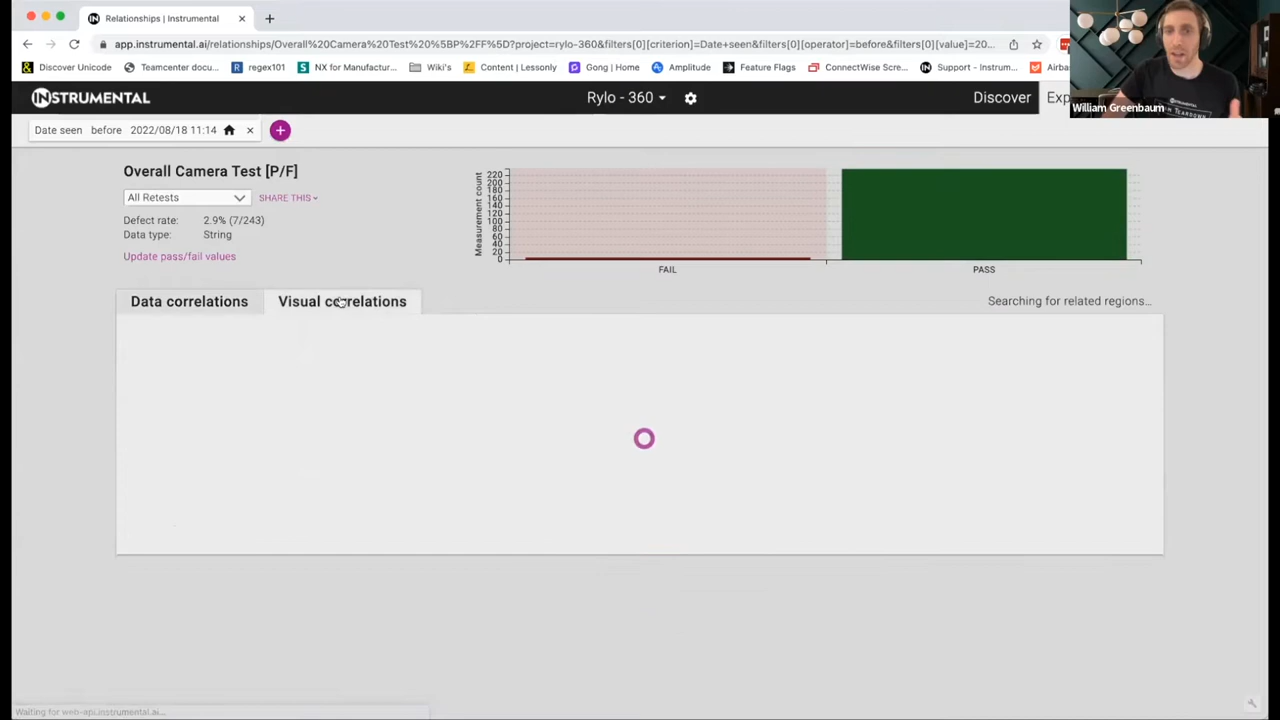 Relationships | Instrumental
app.instrumental.ai/relationships/Overall%20Camera%20Test%20%5BP%2FF%5D?project=rylo-360&filters[0][criterion]=Date+seen&filters[0][operator]=before&filters[0][value]=20...
Discover Unicode
Teamcenter docu...
regex101
NX for Manufactur...
Wiki's
Content | Lessonly
Gong | Home
Amplitude
Feature Flags
ConnectWise Scre...
Support - Instrum...
Airba
William Greenbaum
INSTRUMENTAL
Rylo - 360
Discover
Exp
Date seen before 2022/08/18 11:14
Overall Camera Test [P/F]
All Retests
SHARE THIS
Defect rate: 2.9% (7/243)
Data type: String
Update pass/fail values
Measurement count
220
200
180
160
140
120
100
80
60
40
20
0
FAIL
PASS
Data correlations
Visual correlations
Searching for related regions...
Waiting for web-api.instrumental.ai...